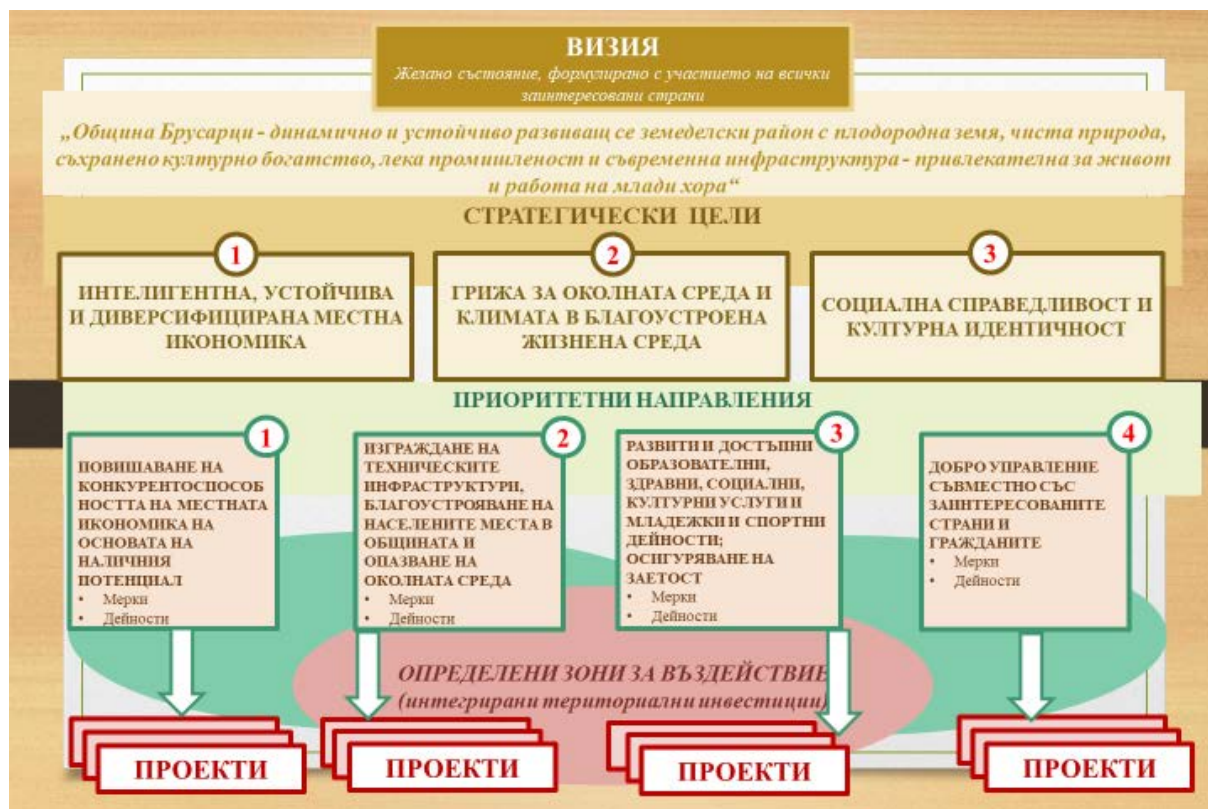 ВИЗИЯ
Желано състояние, формулирано с участието на всички
заинтересовани страни
„Община Брусарци - динамично и устойчиво развиващ се земеделски район с плодородна земя, чиста природа,
съхранено културно богатство, лека промишленост и съвременна инфраструктура - привлекателна за живот
и работа на млади хора“
СТРАТЕГИЧЕСКИ ЦЕЛИ
1
ИНТЕЛИГЕНТНА, УСТОЙЧИВА
И ДИВЕРСИФИЦИРАНА МЕСТНА
ИКОНОМИКА
2
ГРИЖА ЗА ОКОЛНАТА СРЕДА И
КЛИМАТА В БЛАГОУСТРОЕНА
ЖИЗНЕНА СРЕДА
3
СОЦИАЛНА СПРАВЕДЛИВОСТ И
КУЛТУРНА ИДЕНТИЧНОСТ
ПРИОРИТЕТНИ НАПРАВЛЕНИЯ
1
ПОВИШАВАНЕ НА
КОНКУРЕНТОСПОСОБ
НОСТТА НА МЕСТНАТА
ИКОНОМИКА НА
ОСНОВАТА НА
НАЛИЧНИЯ
ПОТЕНЦИАЛ
• Мерки
• Дейности
2
ИЗГРАЖДАНЕ НА
ТЕХНИЧЕСКИТЕ
ИНФРАСТРУКТУРИ,
БЛАГОУСТРОЯВАНЕ НА
НАСЕЛЕНИТЕ МЕСТА В
ОБЩИНАТА И
ОПАЗВАНЕ НА
ОКОЛНАТА СРЕДА
• Мерки
• Дейности
3
РАЗВИТИ И ДОСТЪПНИ
ОБРАЗОВАТЕЛНИ,
ЗДРАВНИ, СОЦИАЛНИ,
КУЛТУРНИ УСЛУГИ И
МЛАДЕЖКИ И СПОРТНИ
ДЕЙНОСТИ;
ОСИГУРЯВАНЕ НА
ЗАЕТОСТ
• Мерки
• Дейности
4
ДОБРО УПРАВЛЕНИЕ
СЪВМЕСТНО СЪС
ЗАИНТЕРЕСОВАНИТЕ
СТРАНИ И
ГРАЖДАНИТЕ
• Мерки
• Дейности
ОПРЕДЕЛЕНИ ЗОНИ ЗА ВЪЗДЕЙСТВИЕ
(интегрирани териториални инвестиции)
ПРОЕКТИ
ПРОЕКТИ
ПРОЕКТИ
ПРОЕКТИ